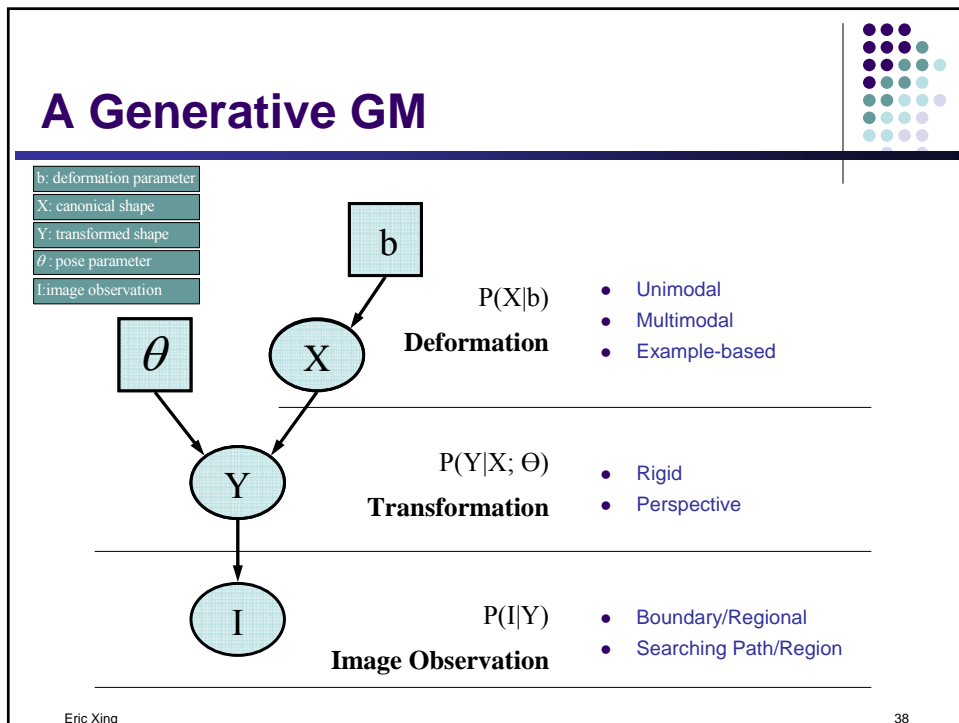 A Generative GM
b: deformation parameter
X: canonical shape
Y: transformed shape
θ : pose parameter
I:image observation
b
P(X|b)
Deformation
● Unimodal
● Multimodal
● Example-based
θ
X
Y
P(Y|X; Θ)
Transformation
● Rigid
● Perspective
I
P(I|Y)
Image Observation
● Boundary/Regional
● Searching Path/Region
Eric Xing
38